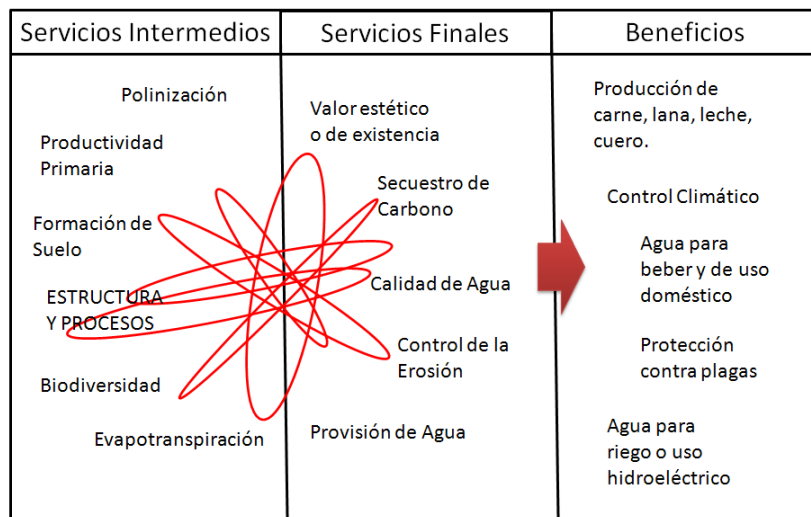 Servicios Intermedios
Servicios Finales
Beneficios
Polinización
Productividad
Primaria
Formación de
Suelo
ESTRUCTURA
Y PROCESOS
Biodiversidad
Evapotranspiración
Valor estético
o de existencia
Secuestro de
Carbono
Calidad de Agua
Control de la
Erosión
Provisión de Agua
Producción de
carne, lana, leche,
cuero.
Control Climático
Agua para
beber y de uso
doméstico
Protección
contra plagas
Agua para
riego o uso
hidroeléctrico